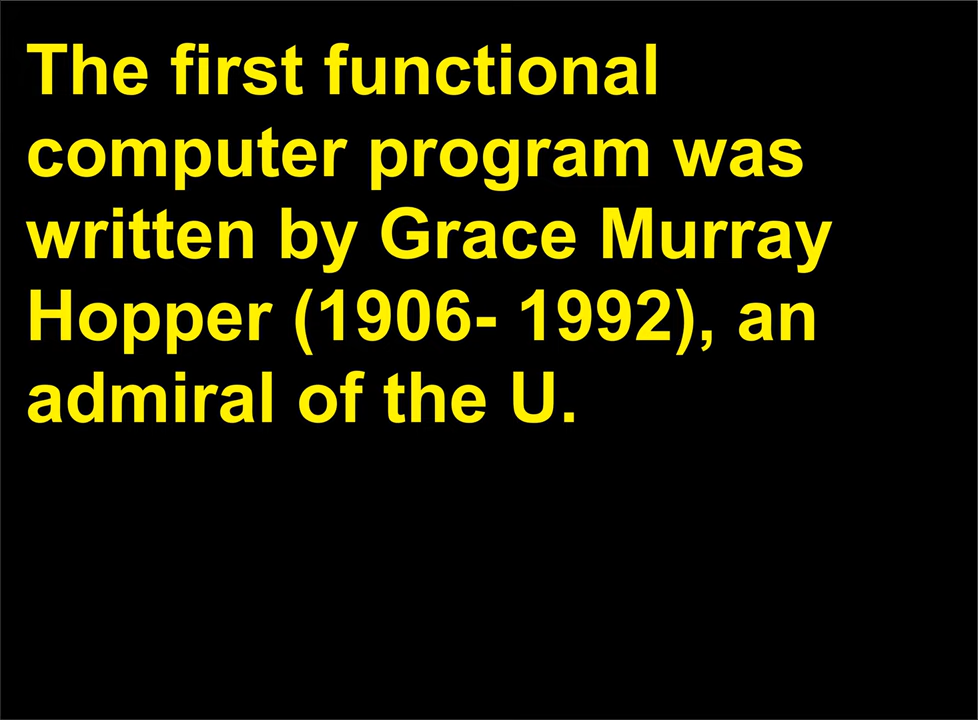 The first functional
computer program was
written by Grace Murray
Hopper (1906- 1992), an
admiral of the U.